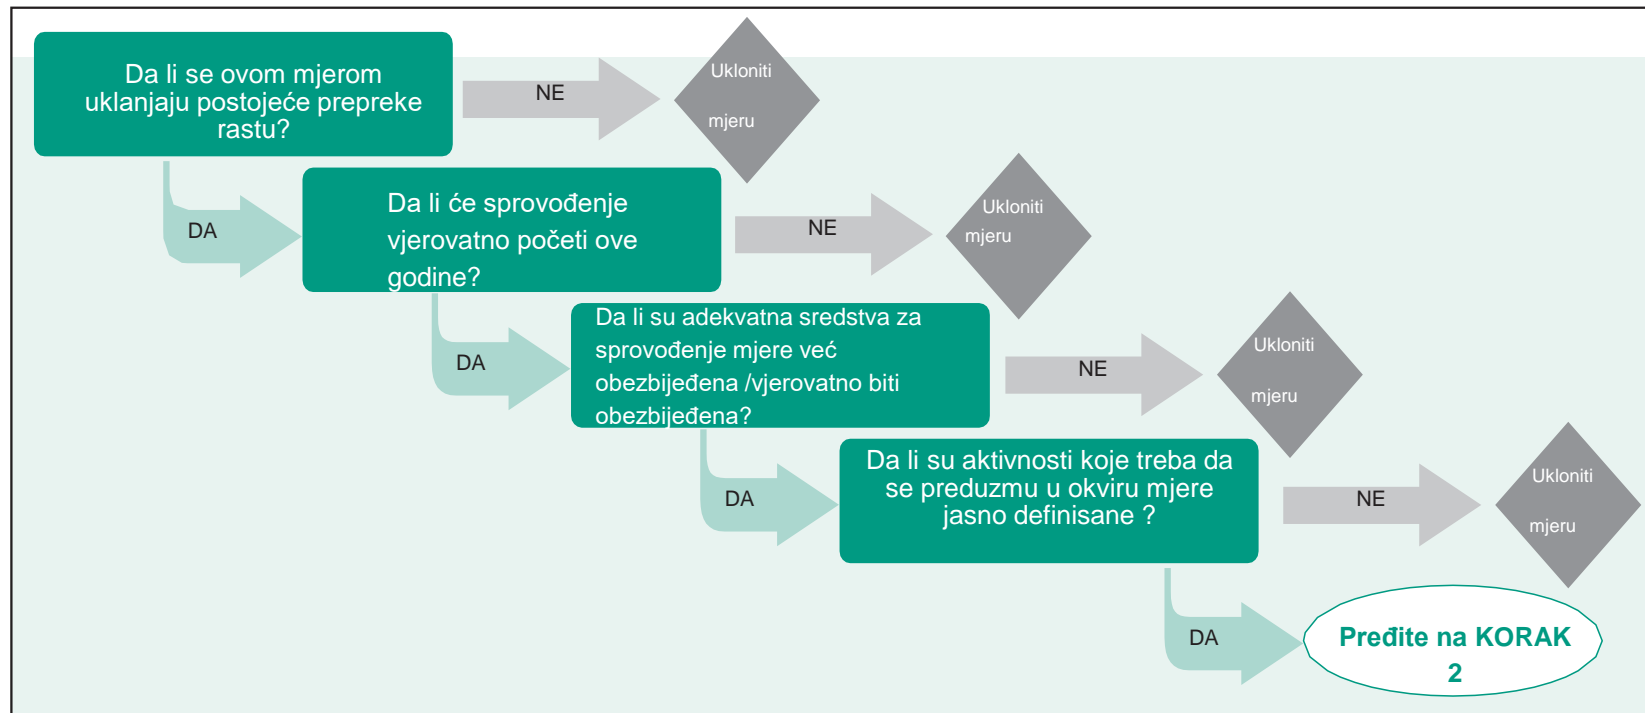 Da li se ovom mjerom
uklanjaju postojeće prepreke
rastu?
NE
Ukloniti
mjeru
DA
Da li će sprovođenje
vjerovatno početi ove
godine?
NE
Ukloniti
mjeru
DA
Da li su adekvatna sredstva za
sprovođenje mjere već
obezbijeđena /vjerovatno biti
obezbijeđena?
NE
Ukloniti
mjeru
DA
Da li su aktivnosti koje treba da
se preduzmu u okviru mjere
jasno definisane ?
NE
Ukloniti
mjeru
DA
Pređite na KORAK
2